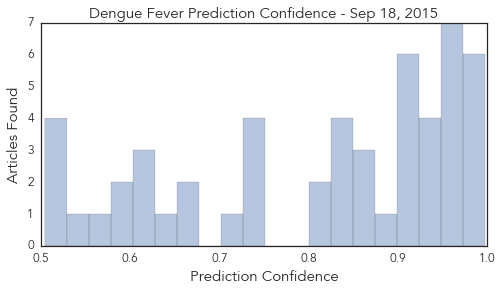 Dengue Fever Prediction Confidence - Sep 18, 2015
Articles Found
7
6
5
4
3
2
1
0
0.5 0.6 0.7 0.8 0.9 1.0
Prediction Confidence